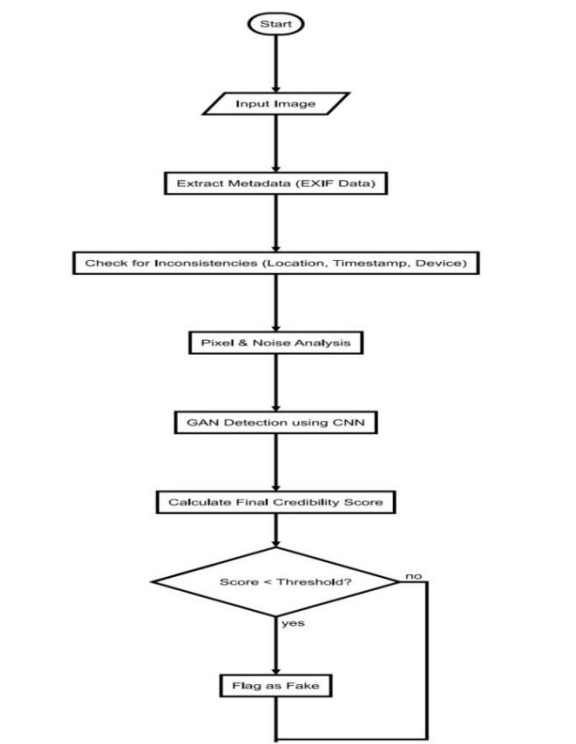 Start
Input Image
Extract Metadata (EXIF Data)
Check for Inconsistencies (Location, Timestamp, Device)
Pixel & Noise Analysis
GAN Detection using CNN
Calculate Final Credibility Score
Score < Threshold?
no
yes
Flag as Fake